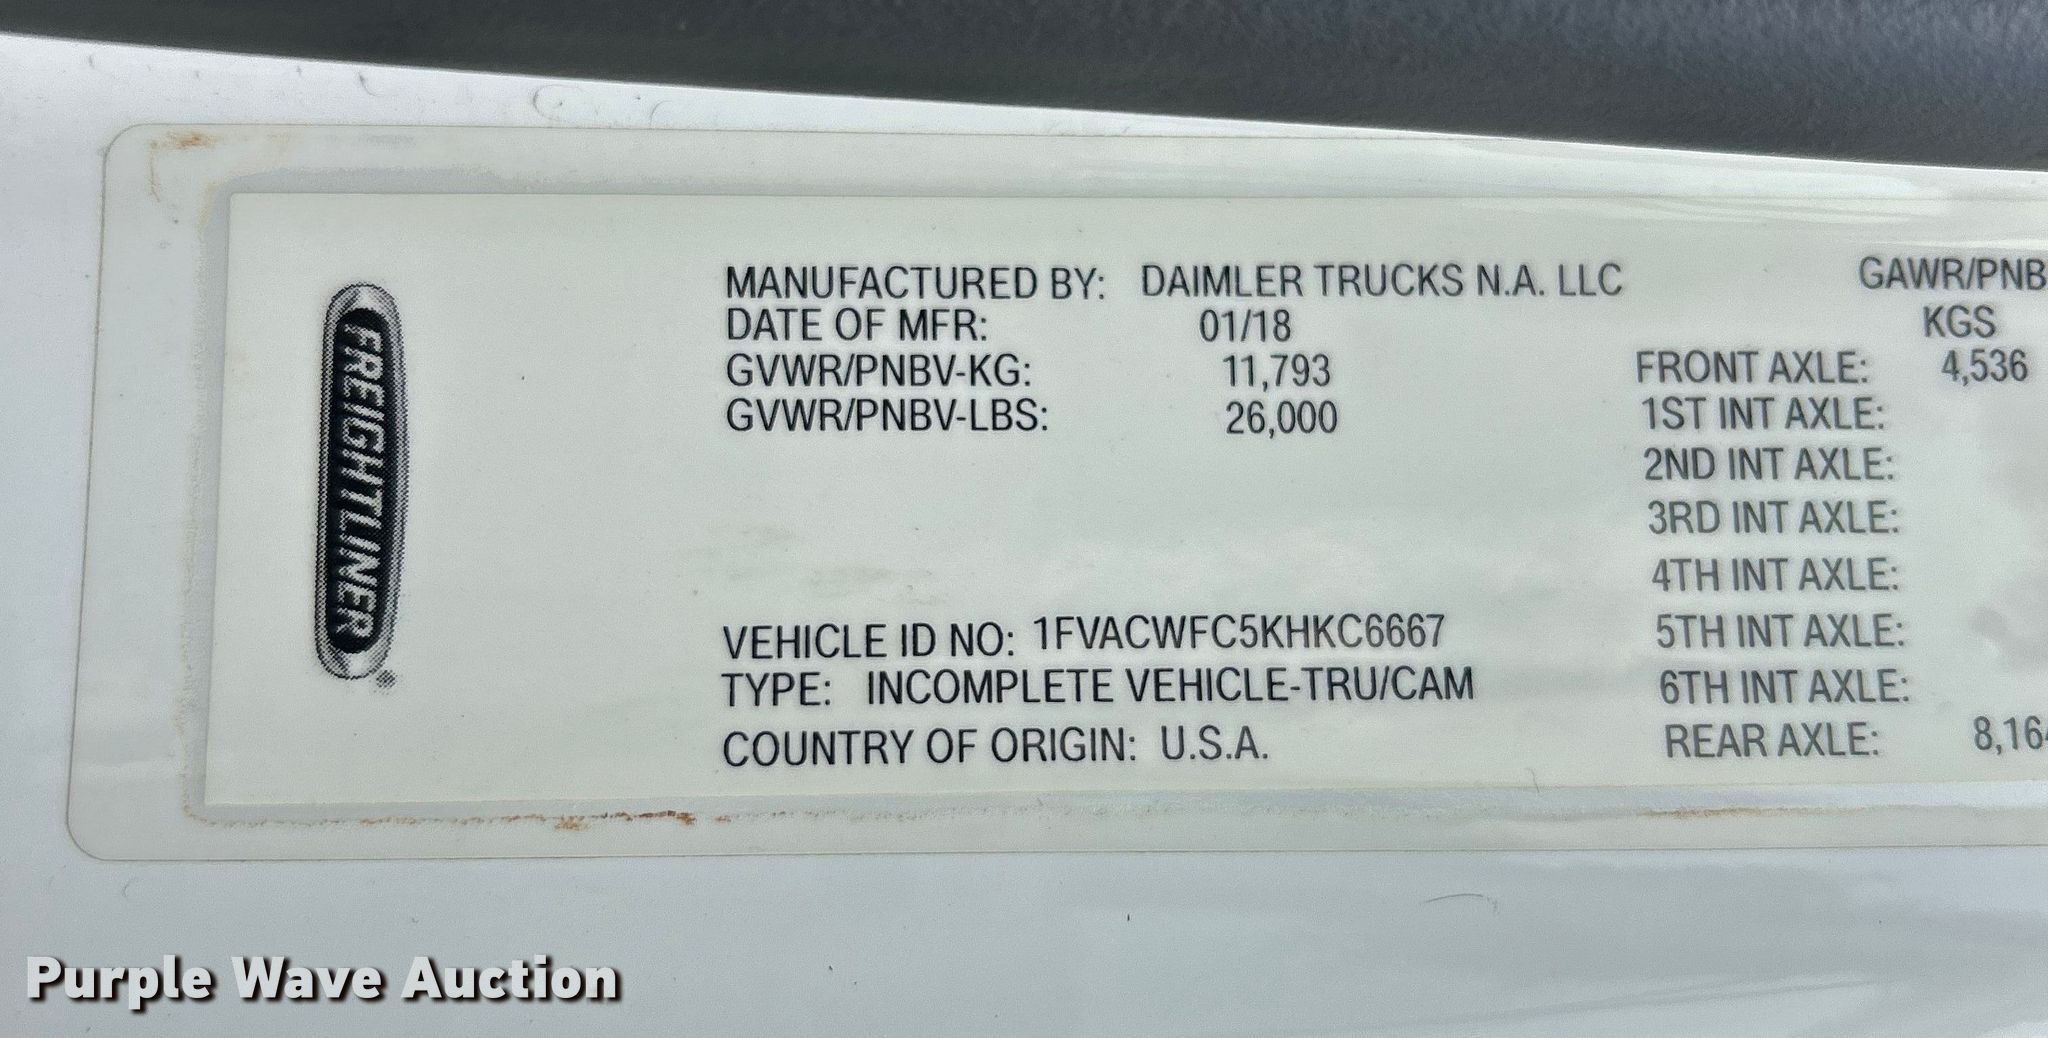 FREIGHTLINER®
MANUFACTURED BY: DAIMLER TRUCKS N.A. LLC
DATE OF MFR: 01/18
GVWR/PNBV-KG: 11,793
GVWR/PNBV-LBS: 26,000
VEHICLE ID NO: 1FVACWFC5KHKC6667
TYPE: INCOMPLETE VEHICLE-TRU/CAM
COUNTRY OF ORIGIN: U.S.A.
GAWR/PNB
KGS
FRONT AXLE: 4,536
1ST INT AXLE:
2ND INT AXLE:
3RD INT AXLE:
4TH INT AXLE:
5TH INT AXLE:
6TH INT AXLE:
REAR AXLE: 8,16
Purple Wave Auction